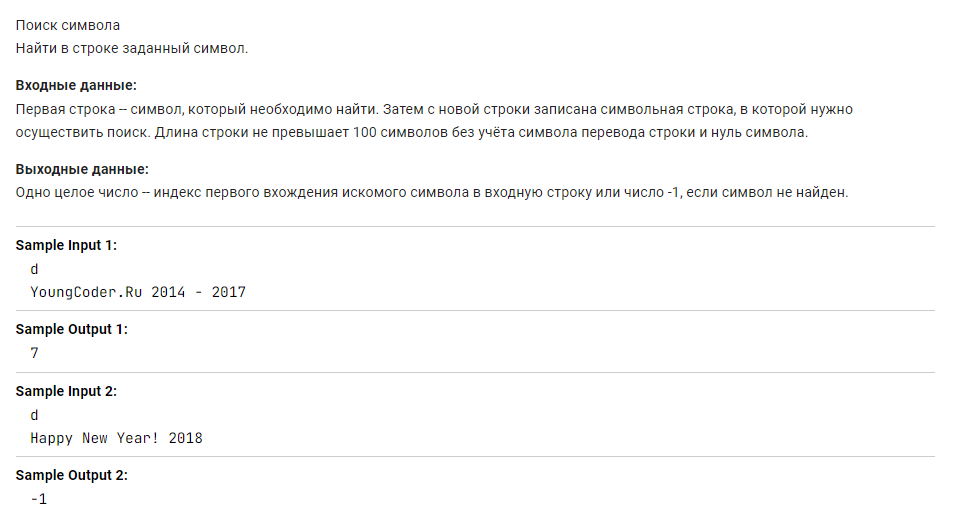 Поиск символа
Найти в строке заданный символ.
Входные данные:
Первая строка -- символ, который необходимо найти. Затем с новой строки записана символьная строка, в которой нужно
осуществить поиск. Длина строки не превышает 100 символов без учёта символа перевода строки и нуль символа.
Выходные данные:
Одно целое число -- индекс первого вхождения искомого символа в входную строку или число -1, если символ не найден.
Sample Input 1:
d
YoungCoder.Ru 2014 - 2017
Sample Output 1:
7
Sample Input 2:
d
Happy New Year! 2018
Sample Output 2:
-1